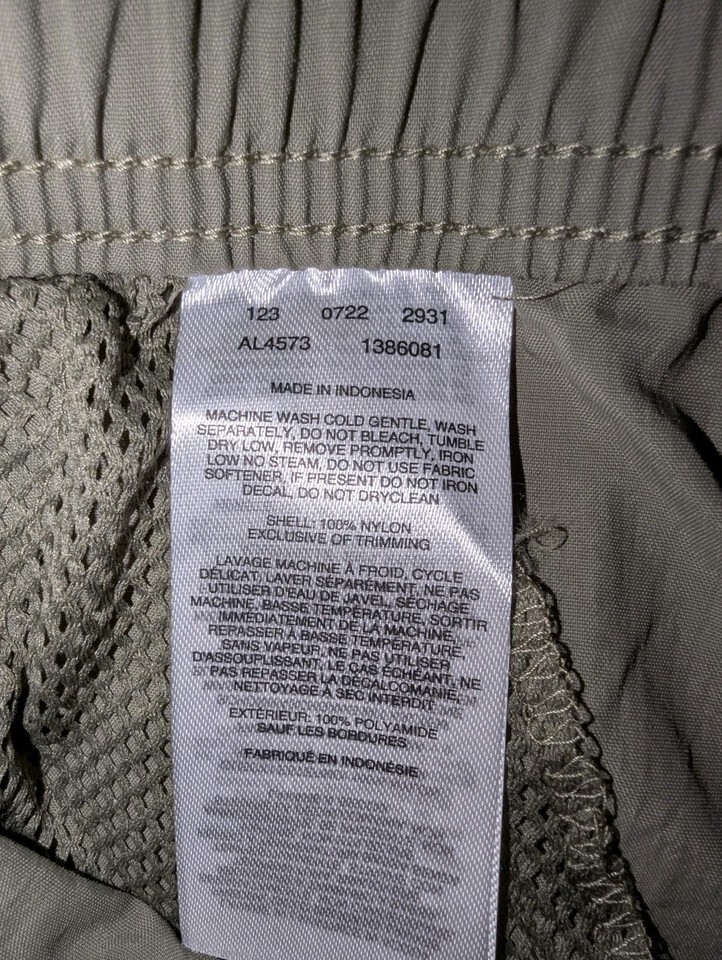 123 0722 2931
AL4573 1386081
MADE IN INDONESIA
MACHINE WASH COLD GENTLE, WASH
SEPARATELY, DO NOT BLEACH, TUMBLE
DRY LOW, REMOVE PROMPTLY, IRON
LOW NO STEAM, DO NOT USE FABRIC
SOFTENER, IF PRESENT DO NOT IRON
DECAL, DO NOT DRYCLEAN
SHELL: 100% NYLON
EXCLUSIVE OF TRIMMING
LAVAGE MACHINE À FROID, CYCLE
DÉLICAT, LAVER SÉPARÉMENT, NE PAS
UTILISER D'EAU DE JAVEL, SÉCHAGE
MACHINE, BASSE TEMPÉRATURE, SORTIR
IMMÉDIATEMENT DE LA MACHINE,
REPASSER À BASSE TEMPÉRATURE,
SANS VAPEUR, NE PAS UTILISER
D'ASSOUPLISSANT, LE CAS ÉCHÉANT, NE
PAS REPASSER LA DÉCALCOMANIE,
NETTOYAGE À SEC INTERDIT
EXTÉRIEUR: 100% POLYAMIDE
SAUF LES BORDURES
FABRIQUÉ EN INDONÉSIE